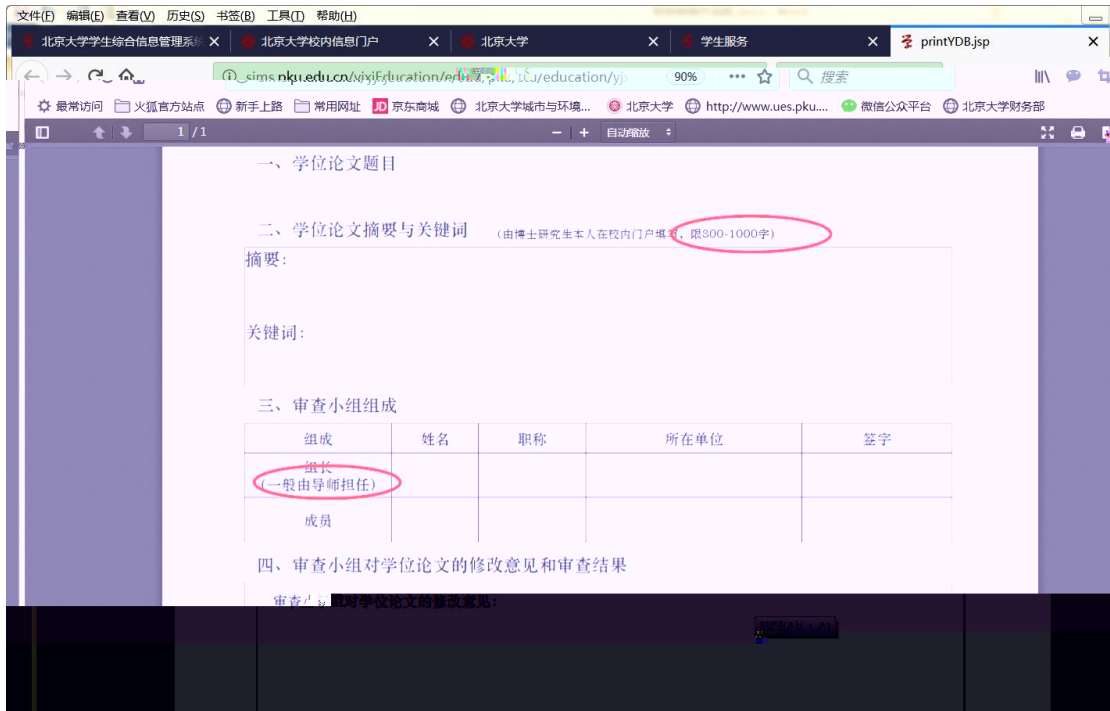 文件(F) 编辑(E) 查看(V) 历史(S) 书签(B) 工具(T) 帮助(H)
北京大学学生综合信息管理系统 北京大学校内信息门户 北京大学 学生服务 printYDB.jsp
90% 搜索
最常访问 火狐官方站点 新手上路 常用网址 JD 京东商城 北京大学城市与环境... 北京大学 http://www.ues.pku.... 微信公众平台 北京大学财务部
1 / 1 自动缩放
一、学位论文题目
二、学位论文摘要与关键词 (由博士研究生本人在校内门户填写，限800-1000字)
摘要:
关键词:
三、审查小组组成
组成 姓名 职称 所在单位 签字
组长
(一般由导师担任)
成员
四、审查小组对学位论文的修改意见和审查结果
审查小组对学位论文的修改意见: